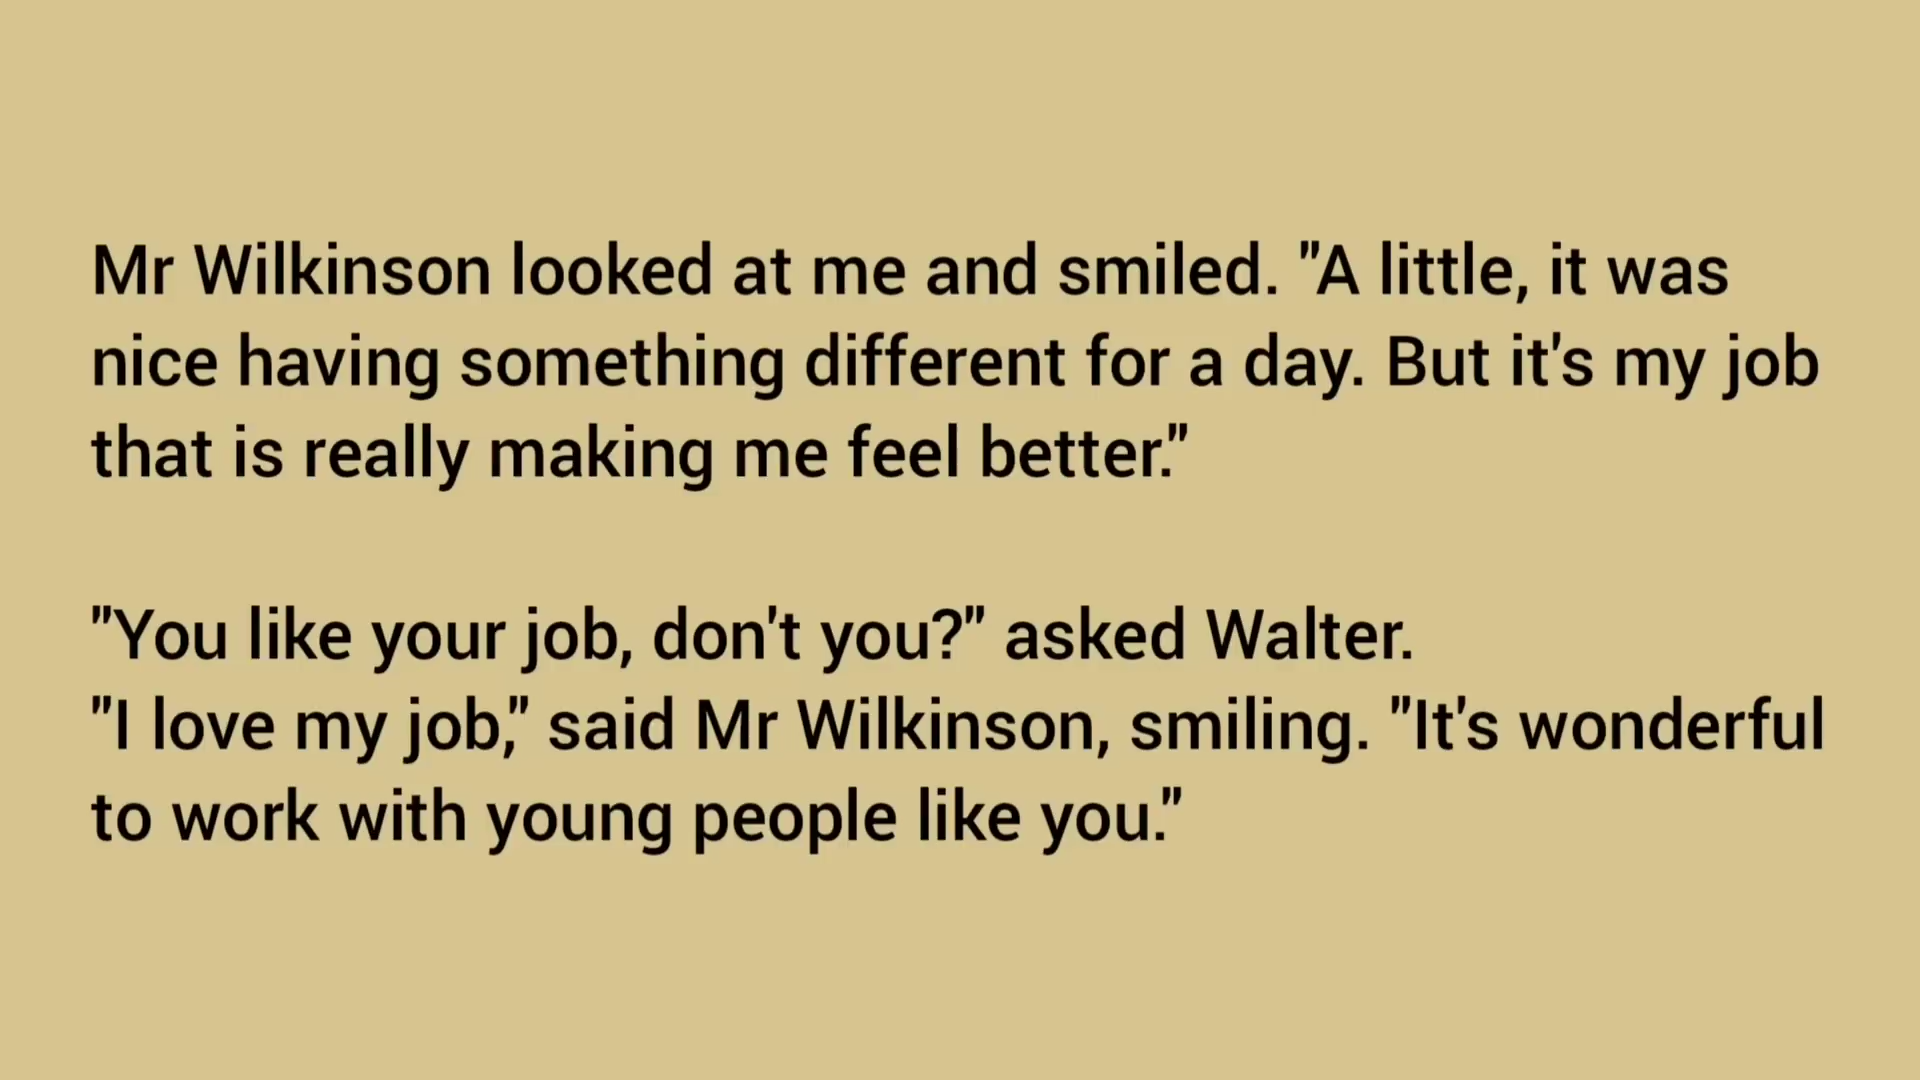 Mr Wilkinson looked at me and smiled. "A little, it was
nice having something different for a day. But it's my job
that is really making me feel better."
"You like your job, don't you?" asked Walter.
"I love my job," said Mr Wilkinson, smiling. "It's wonderful
to work with young people like you."